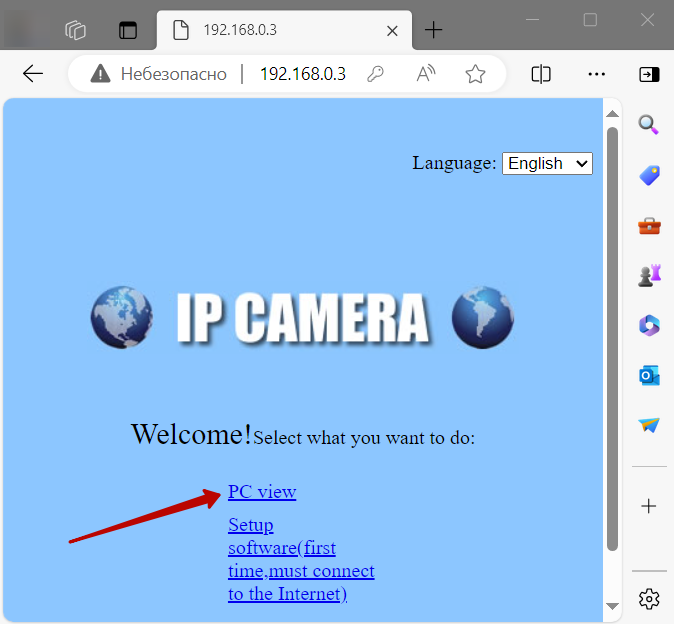 192.168.0.3
Небезопасно
192.168.0.3
Language: English
IP CAMERA
Welcome!Select what you want to do:
PC view
Setup
software(first
time,must connect
to the Internet)